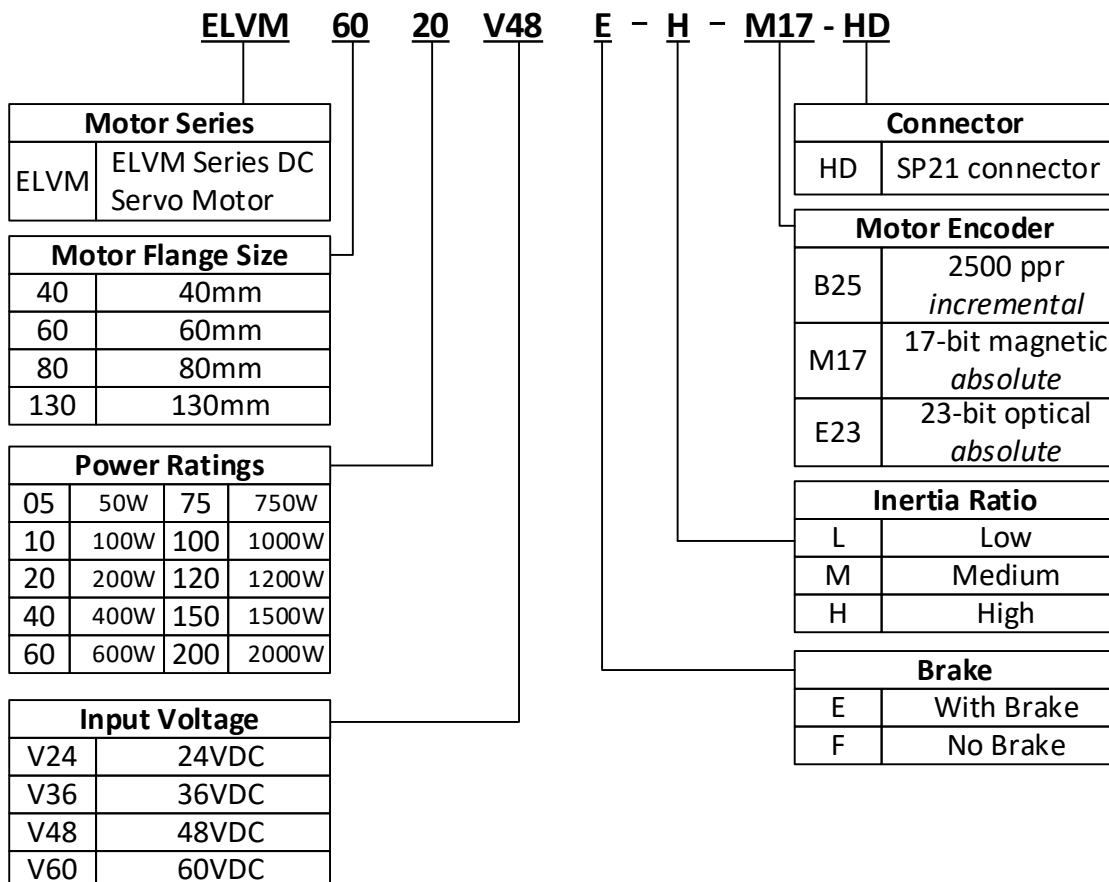 ELVM 60 20 V48 E – H – M17 - HD
Motor Series
ELVM ELVM Series DC
Servo Motor
Motor Flange Size
40 40mm
60 60mm
80 80mm
130 130mm
Power Ratings
05 50W 75 750W
10 100W 100 1000W
20 200W 120 1200W
40 400W 150 1500W
60 600W 200 2000W
Input Voltage
V24 24VDC
V36 36VDC
V48 48VDC
V60 60VDC
Connector
HD SP21 connector
Motor Encoder
B25 2500 ppr
incremental
M17 17-bit magnetic
absolute
E23 23-bit optical
absolute
Inertia Ratio
L Low
M Medium
H High
Brake
E With Brake
F No Brake